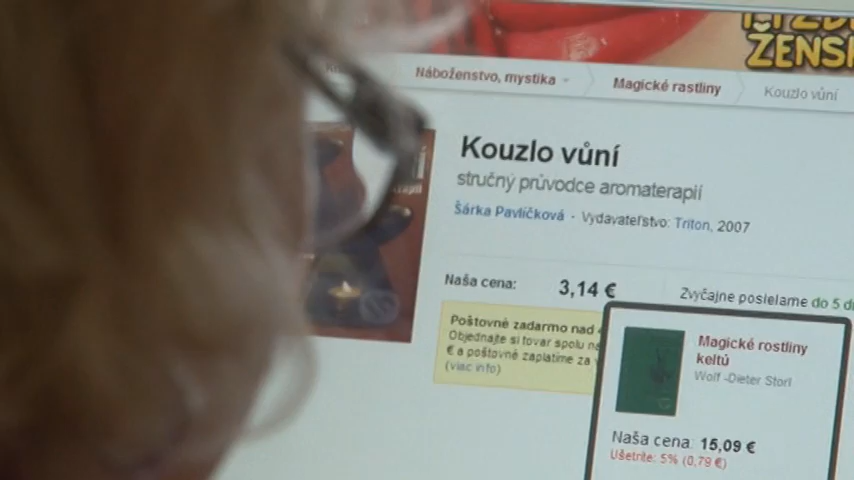 ŽENSK
Náboženstvo, mystika
Magické rastliny
Kouzlo vůní
Kouzlo vůní
stručný průvodce aromaterapií
Šárka Pavlíčková - Vydavateľstvo: Triton, 2007
Naša cena: 3,14 €
Zvyčajne posielame do 5 d
Poštovné zadarmo nad
Objednajte si tovar spolu na
€ a poštovné zaplatíme za
(viac info)
Magické rostliny
keltů
Wolf -Dieter Storl
Naša cena: 15,09 €
Ušetríte: 5% (0,79 €)